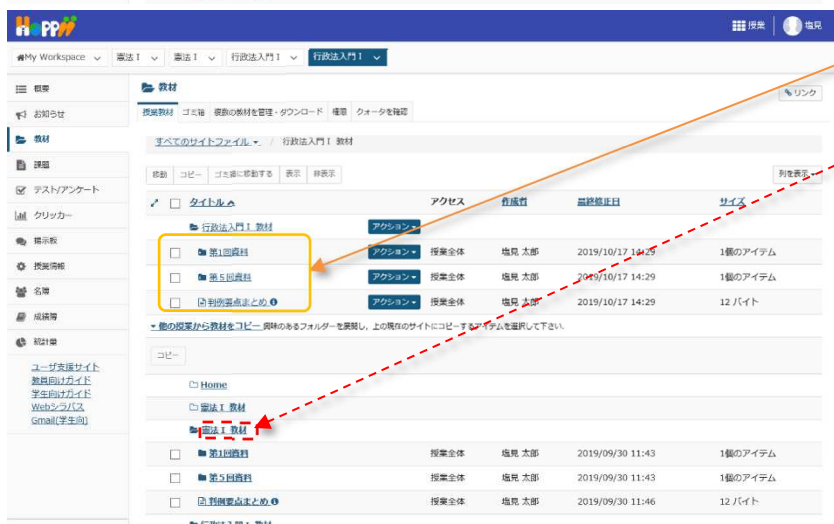 Hoppii 授業 塩見
My Workspace 憲法Ⅰ 憲法Ⅰ 行政法入門Ⅰ 行政法入門Ⅰ
概要
お知らせ
教材
課題
テスト/アンケート
クリッカー
掲示板
授業情報
名簿
成績簿
統計量
ユーザ支援サイト
教員向けガイド
学生向けガイド
Webシラバス
Gmail(学生向)
教材 リンク
授業教材 ゴミ箱 複数の教材を管理・ダウンロード 権限 クォータを確認
すべてのサイトファイル / 行政法入門Ⅰ 教材
移動 コピー ゴミ箱に移動する 表示 非表示 列を表示
タイトル アクセス 作成者 最終修正日 サイズ
行政法入門Ⅰ 教材 アクション
第1回資料 アクション 授業全体 塩見 太郎 2019/10/17 14:29 1個のアイテム
第5回資料 アクション 授業全体 塩見 太郎 2019/10/17 14:29 1個のアイテム
判例要点まとめ アクション 授業全体 塩見 太郎 2019/10/17 14:29 12 バイト
他の授業から教材をコピー 興味のあるフォルダーを展開し，上の現在のサイトにコピーするアイテムを選択して下さい.
コピー
Home
憲法Ⅰ 教材
憲法Ⅰ 教材
第1回資料 授業全体 塩見 太郎 2019/09/30 11:43 1個のアイテム
第5回資料 授業全体 塩見 太郎 2019/09/30 11:43 1個のアイテム
判例要点まとめ 授業全体 塩見 太郎 2019/09/30 11:46 12 バイト